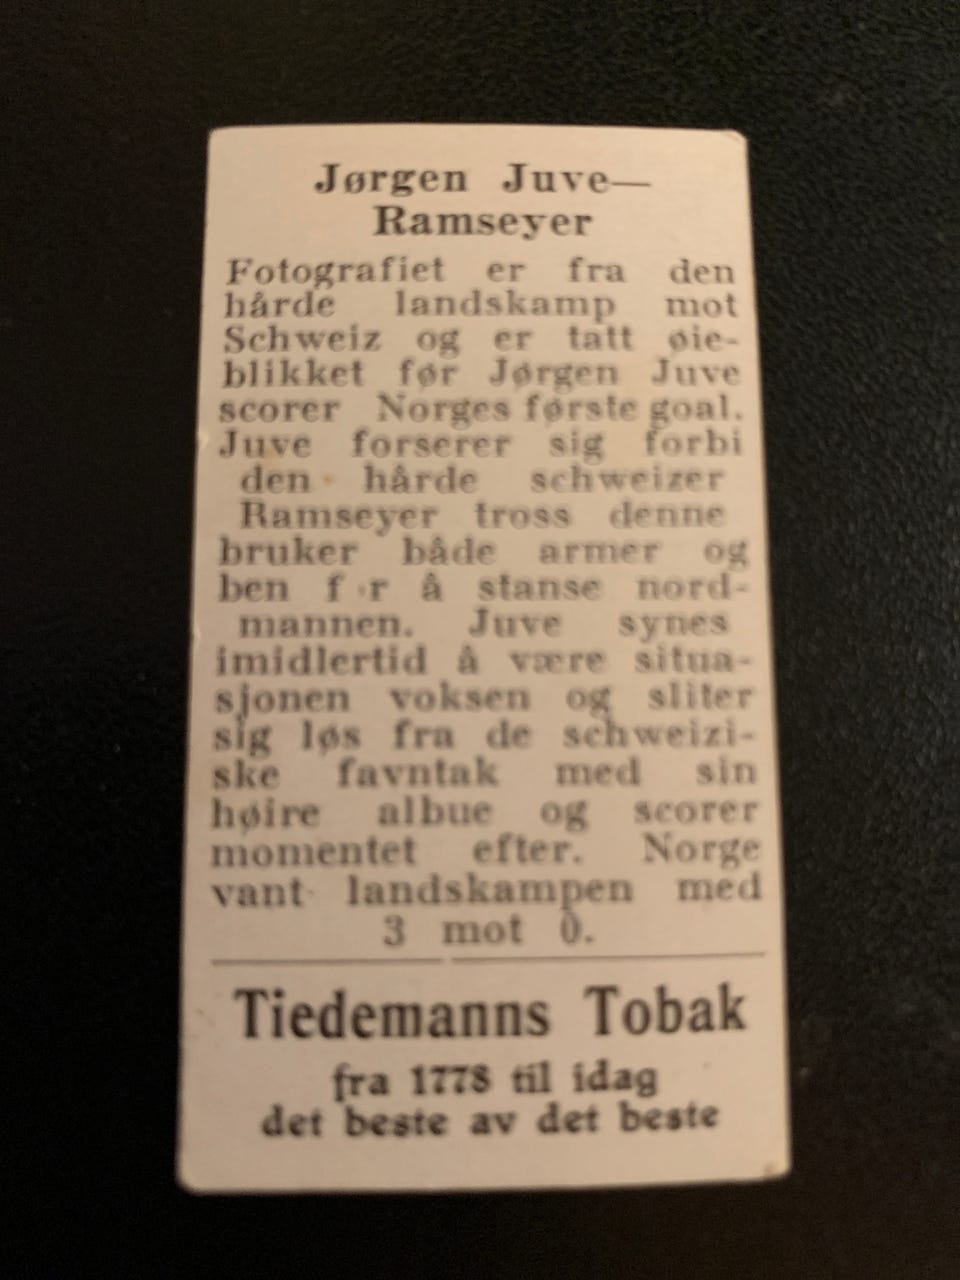 Jørgen Juve—
Ramseyer
Fotografiet er fra den
hårde landskamp mot
Schweiz og er tatt øie-
blikket før Jørgen Juve
scorer Norges første goal.
Juve forserer sig forbi
den hårde schweizer
Ramseyer tross denne
bruker både armer og
ben f r å stanse nord-
mannen. Juve synes
imidlertid å være situa-
sjonen voksen og sliter
sig løs fra de schweizi-
ske favntak med sin
høire albue og scorer
momentet efter. Norge
vant landskampen med
3 mot 0.
Tiedemanns Tobak
fra 1778 til idag
det beste av det beste